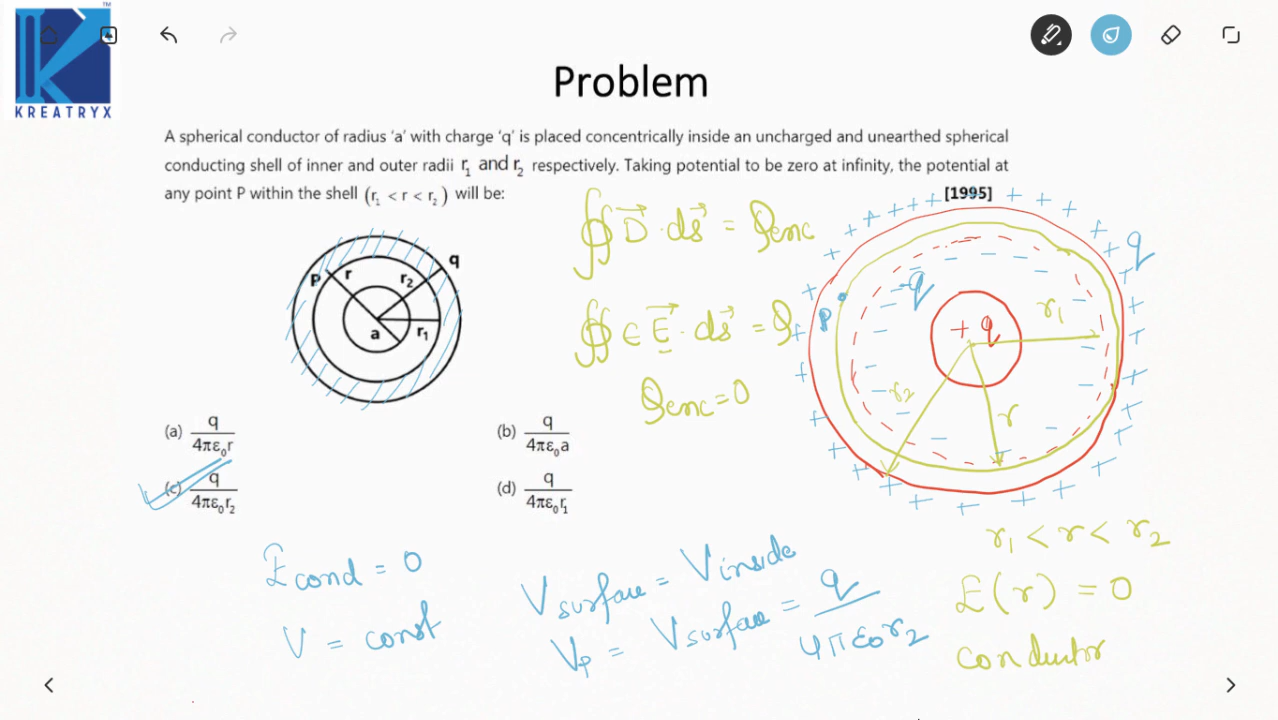 TM
KREATRYX
Problem
A spherical conductor of radius 'a' with charge 'q' is placed concentrically inside an uncharged and unearthed spherical
conducting shell of inner and outer radii r₁ and r₂ respectively. Taking potential to be zero at infinity, the potential at
any point P within the shell (r₁ < r < r₂) will be:
[1995]
P r r₂ q
a r₁
∯ D⃗ · ds⃗ = Qenc
∯ ∈ E⃗ · ds⃗ = Q
Qenc = 0
q
-q
P
+q
r₁
r₂
r
(a) q/4πε₀r
(b) q/4πε₀a
(c) q/4πε₀r₂
(d) q/4πε₀r₁
r₁ < r < r₂
E(r) = 0
conductor
Econd = 0
V = const
Vsurface = Vinside
Vp = Vsurface = q/4πε₀r₂